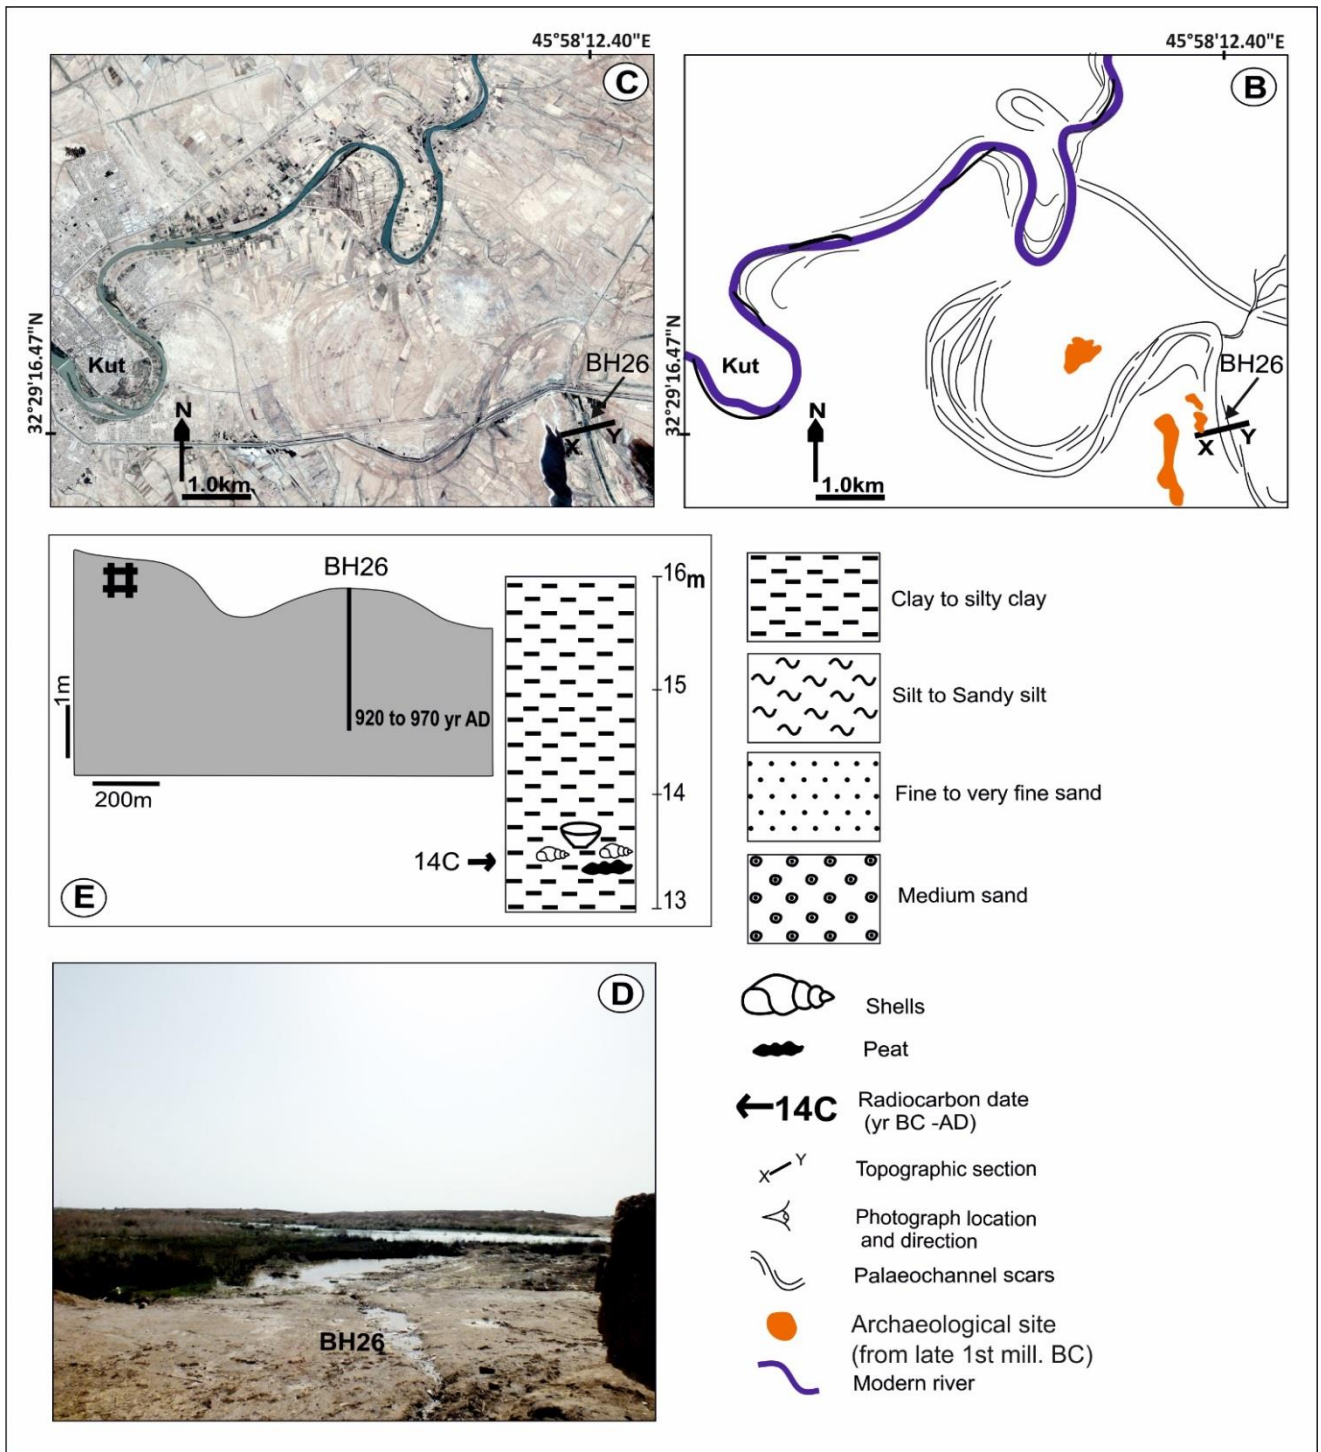 45°58'12.40"E
C
32°29'16.47"N
Kut
BH26
N
X
Y
1.0km
45°58'12.40"E
B
32°29'16.47"N
Kut
BH26
N
X
Y
1.0km
BH26
1m
920 to 970 yr AD
200m
16m
15
14
14C
13
E
Clay to silty clay
Silt to Sandy silt
Fine to very fine sand
Medium sand
D
BH26
Shells
Peat
14C
Radiocarbon date
(yr BC -AD)
X
Y
Topographic section
Photograph location
and direction
Palaeochannel scars
Archaeological site
(from late 1st mill. BC)
Modern river